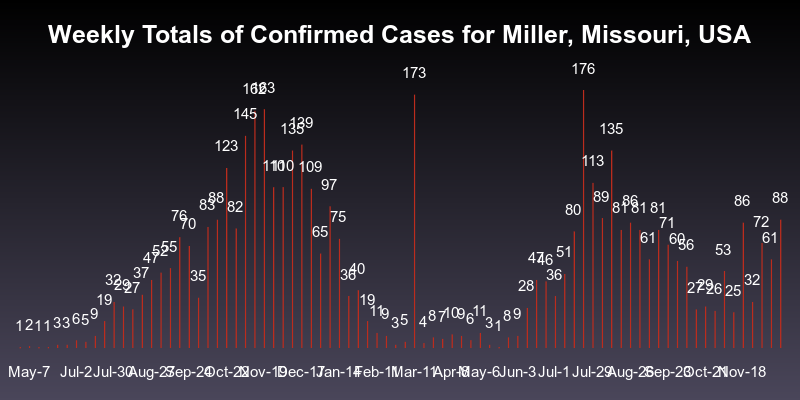 Weekly Totals of Confirmed Cases for Miller, Missouri, USA
1 2 1 1 3 3 6 5 9 19 32 29 27 37 47 52 55 76 70 35 83 88 123 82 145 162 163 110 110 135 139 109 65 97 75 36 40 19 11 9 3 5 173 4 8 7 10 9 6 11 3 1 8 9 28 47 46 36 51 80 176 113 89 135 81 86 81 61 81 71 60 56 27 29 26 53 25 86 32 72 61 88
May-7 Jul-2 Jul-30 Aug-27 Sep-24 Oct-22 Nov-19 Dec-17 Jan-14 Feb-11 Mar-11 Apr-8 May-6 Jun-3 Jul-1 Jul-29 Aug-26 Sep-23 Oct-21 Nov-18